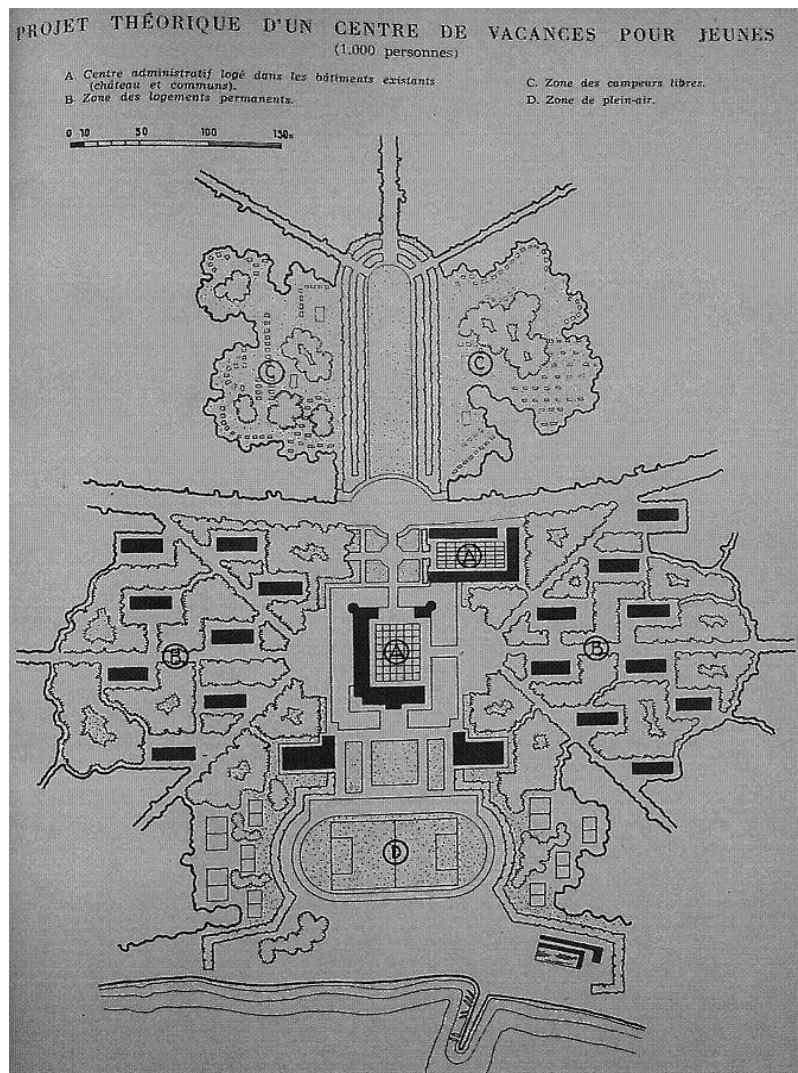 PROJET THÉORIQUE D'UN CENTRE DE VACANCES POUR JEUNES
(1.000 personnes)
A. Centre administratif logé dans les bâtiments existants
(château et communs).
B. Zone des logements permanents.
C. Zone des campeurs libres.
D. Zone de plein-air.
0 10 50 100 150m
C
C
A
A
B
B
D